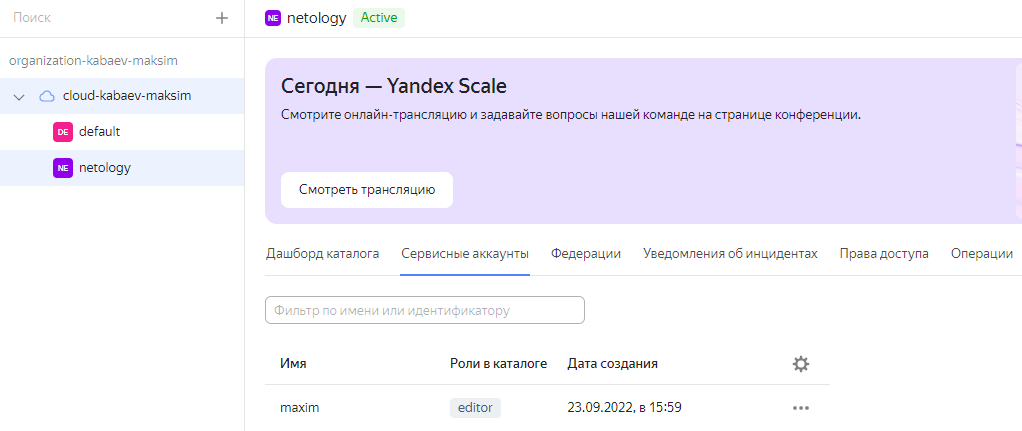 Поиск
organization-kabaev-maksim
cloud-kabaev-maksim
DE default
NE netology
NE netology Active
Сегодня — Yandex Scale
Смотрите онлайн-трансляцию и задавайте вопросы нашей команде на странице конференции.
Смотреть трансляцию
Дашборд каталога Сервисные аккаунты Федерации Уведомления об инцидентах Права доступа Операции
Фильтр по имени или идентификатору
Имя Роли в каталоге Дата создания
maxim editor 23.09.2022, в 15:59